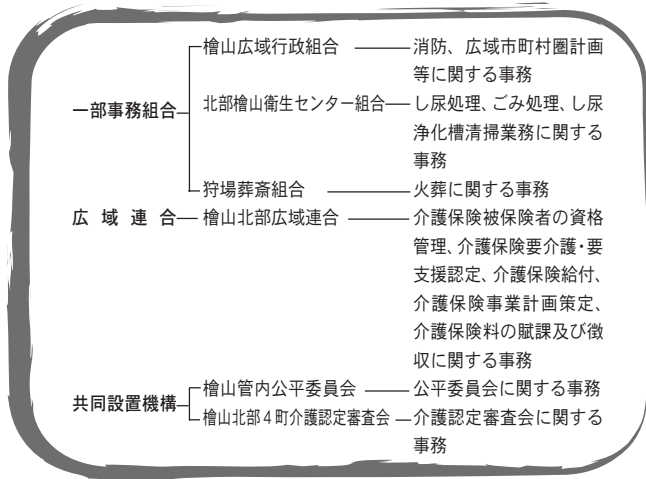 檜山広域行政組合 消防、広域市町村圏計画
等に関する事務
一部事務組合 北部檜山衛生センター組合 し尿処理、ごみ処理、し尿
浄化槽清掃業務に関する
事務
狩場葬斎組合 火葬に関する事務
広域連合 檜山北部広域連合 介護保険被保険者の資格
管理、介護保険要介護・要
支援認定、介護保険給付、
介護保険事業計画策定、
介護保険料の賦課及び徴
収に関する事務
共同設置機構 檜山管内公平委員会 公平委員会に関する事務
檜山北部4町介護認定審査会 介護認定審査会に関する
事務